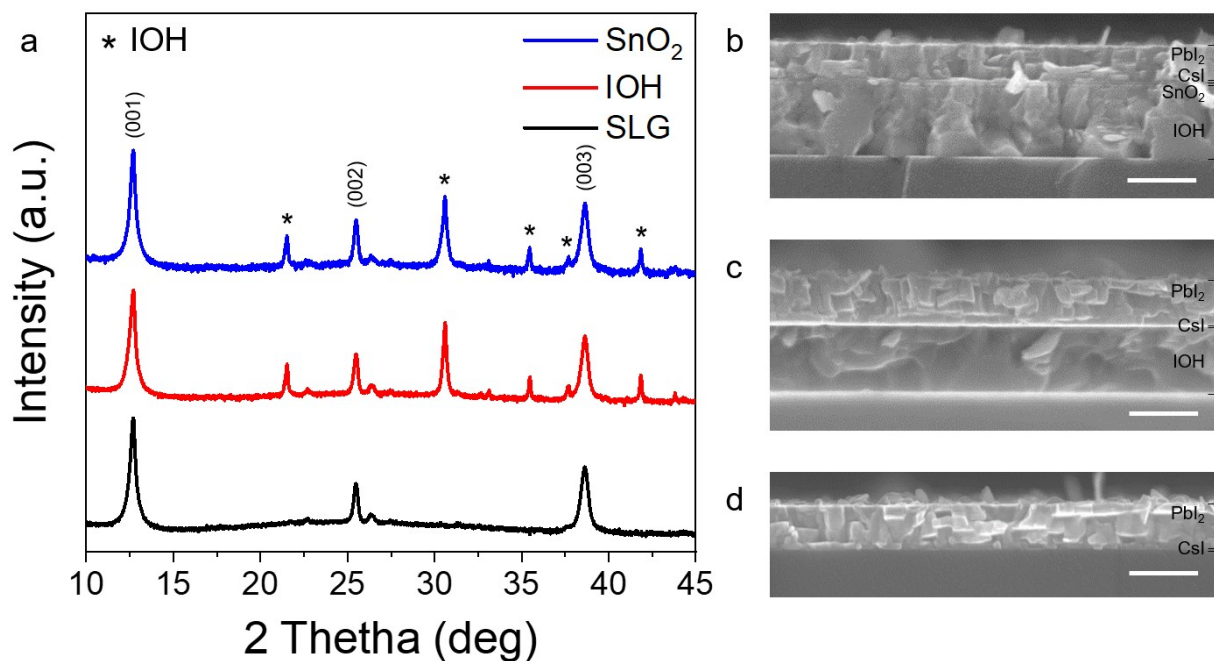 a
* IOH
SnO₂
IOH
SLG
(001)
*
(002)
*
*
*
(003)
*
Intensity (a.u.)
10 15 20 25 30 35 40 45
2 Thetha (deg)
b
PbI₂
CsI
SnO₂
IOH
c
PbI₂
CsI
IOH
d
PbI₂
CsI